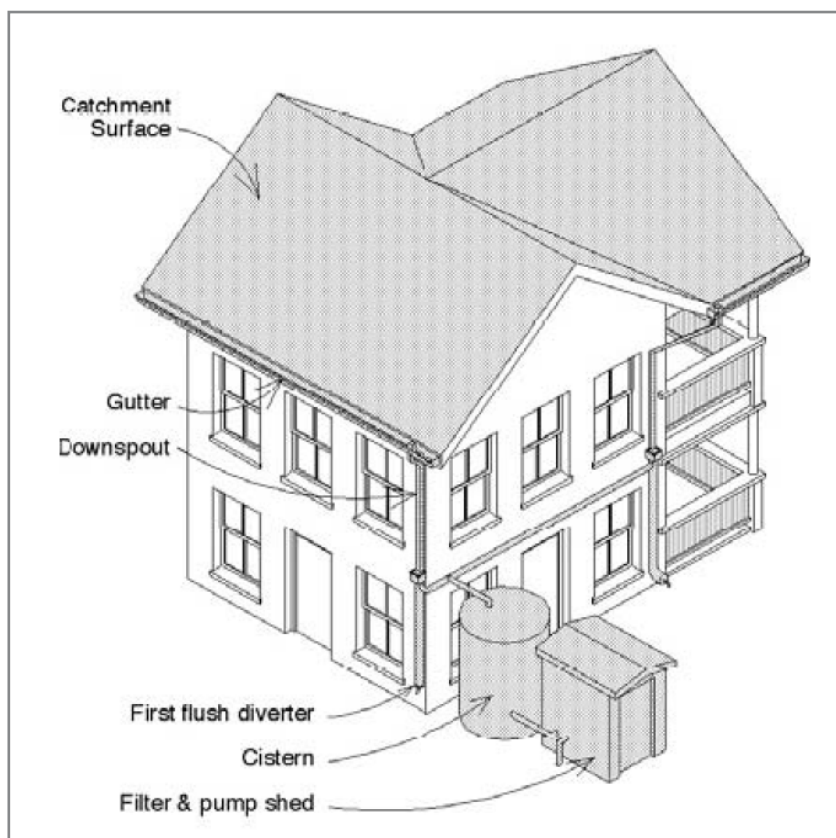 Catchment
Surface
Gutter
Downspout
First flush diverter
Cistern
Filter & pump shed